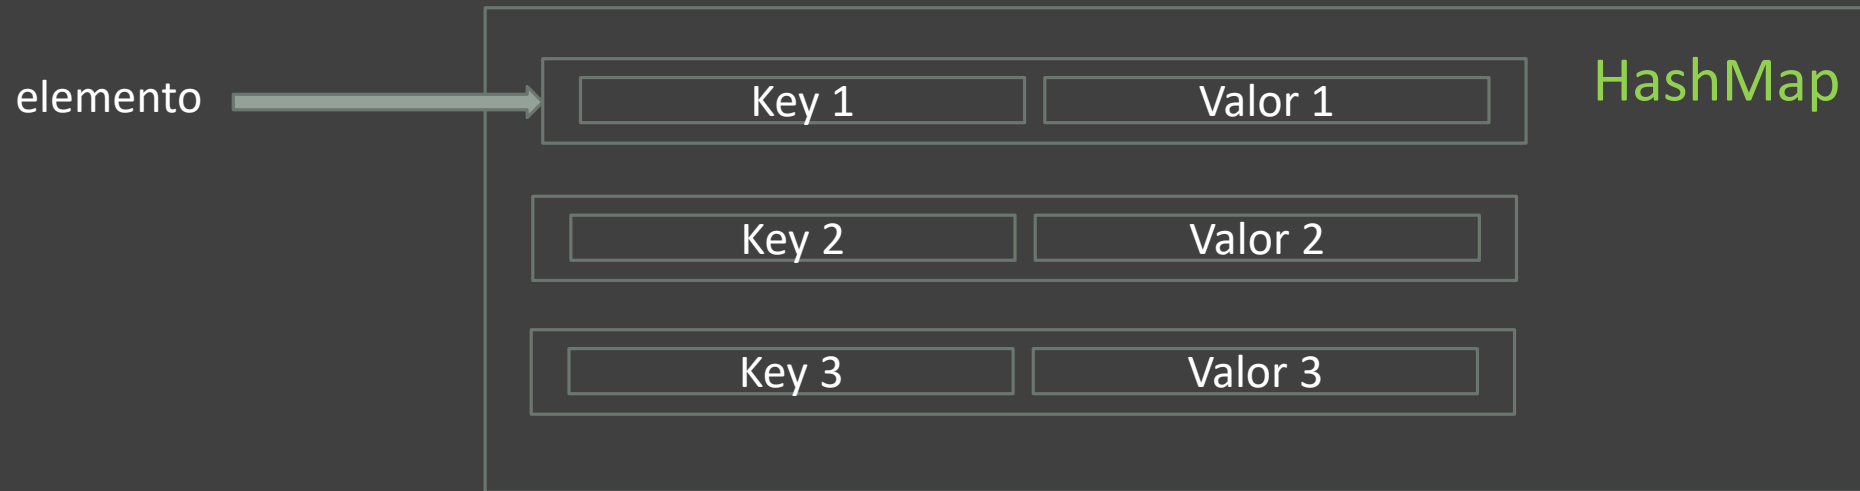 HashMap
elemento
Key 1
Valor 1
Key 2
Valor 2
Key 3
Valor 3